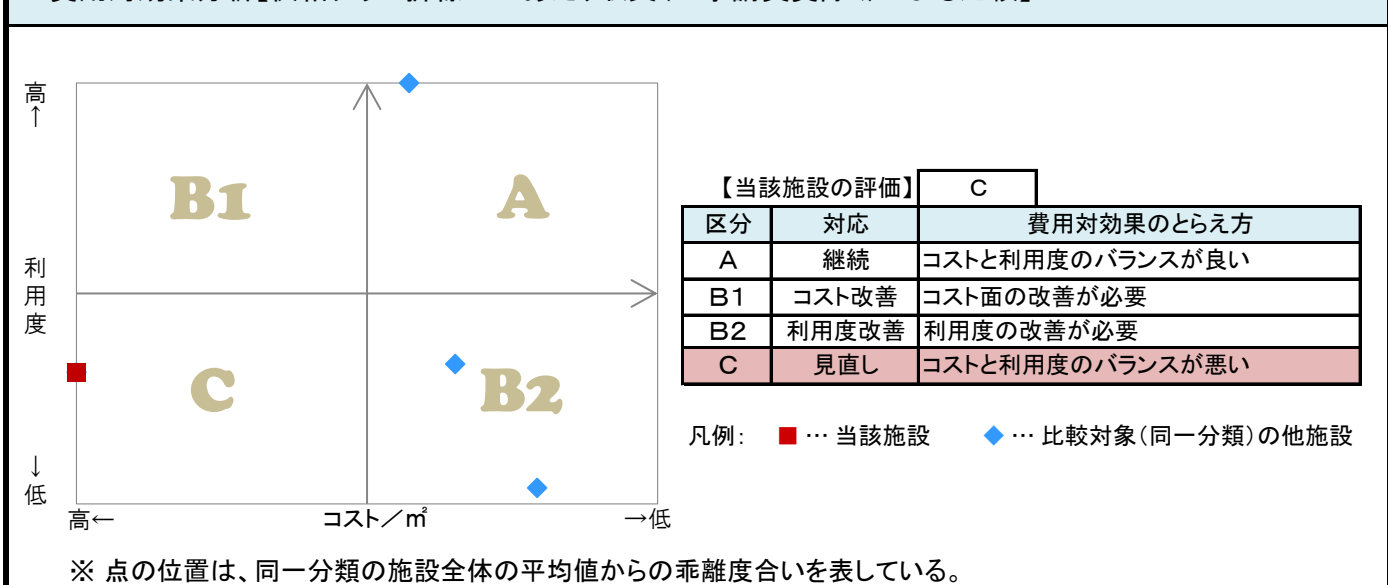 高
↑
B1
A
【当該施設の評価】 C
区分 対応 費用対効果のとらえ方
A 継続 コストと利用度のバランスが良い
B1 コスト改善 コスト面の改善が必要
B2 利用度改善 利用度の改善が必要
C 見直し コストと利用度のバランスが悪い
利
用
度
C
B2
凡例: ■ … 当該施設 ◆ … 比較対象(同一分類)の他施設
↓
低
高← コスト/㎡ →低
※ 点の位置は、同一分類の施設全体の平均値からの乖離度合いを表している。